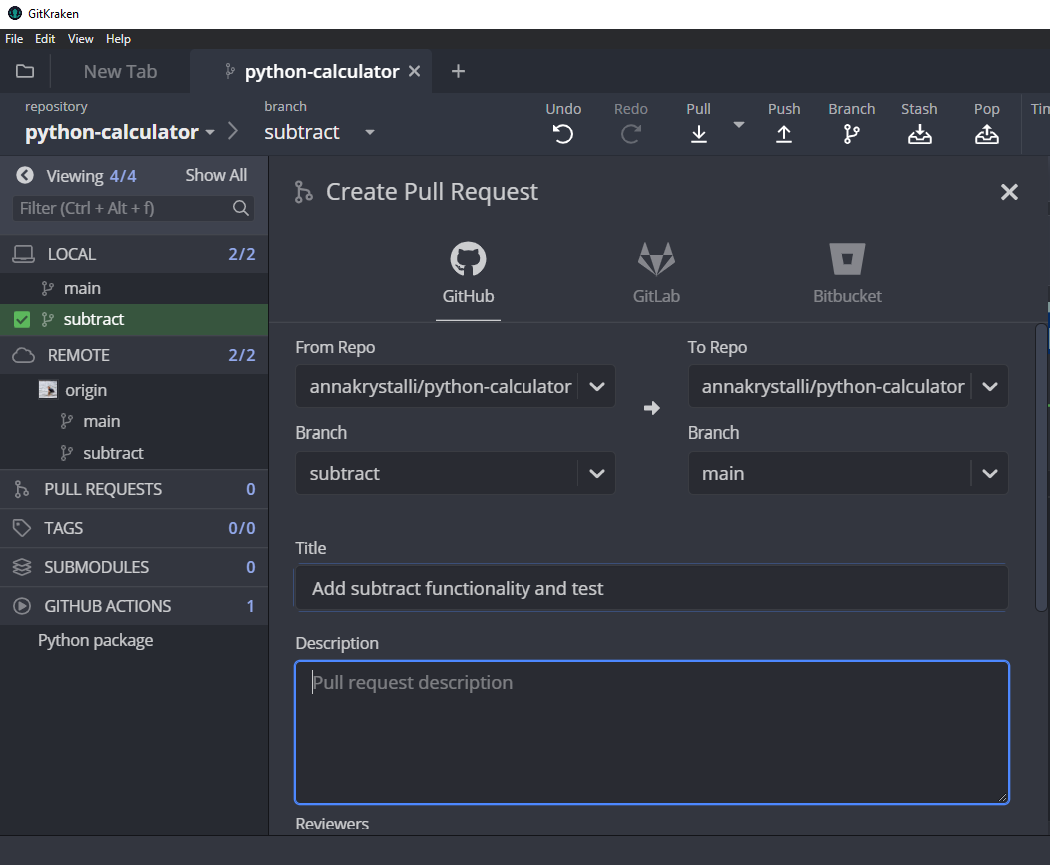 GitKraken
File Edit View Help
New Tab
python-calculator
repository
python-calculator
branch
subtract
Undo
Redo
Pull
Push
Branch
Stash
Pop
Viewing 4/4
Show All
Filter (Ctrl + Alt + f)
LOCAL 2/2
main
subtract
REMOTE 2/2
origin
main
subtract
PULL REQUESTS 0
TAGS 0/0
SUBMODULES 0
GITHUB ACTIONS 1
Python package
Create Pull Request
GitHub
GitLab
Bitbucket
From Repo
To Repo
annakrystalli/python-calculator
annakrystalli/python-calculator
Branch
Branch
subtract
main
Title
Add subtract functionality and test
Description
Pull request description
Reviewers